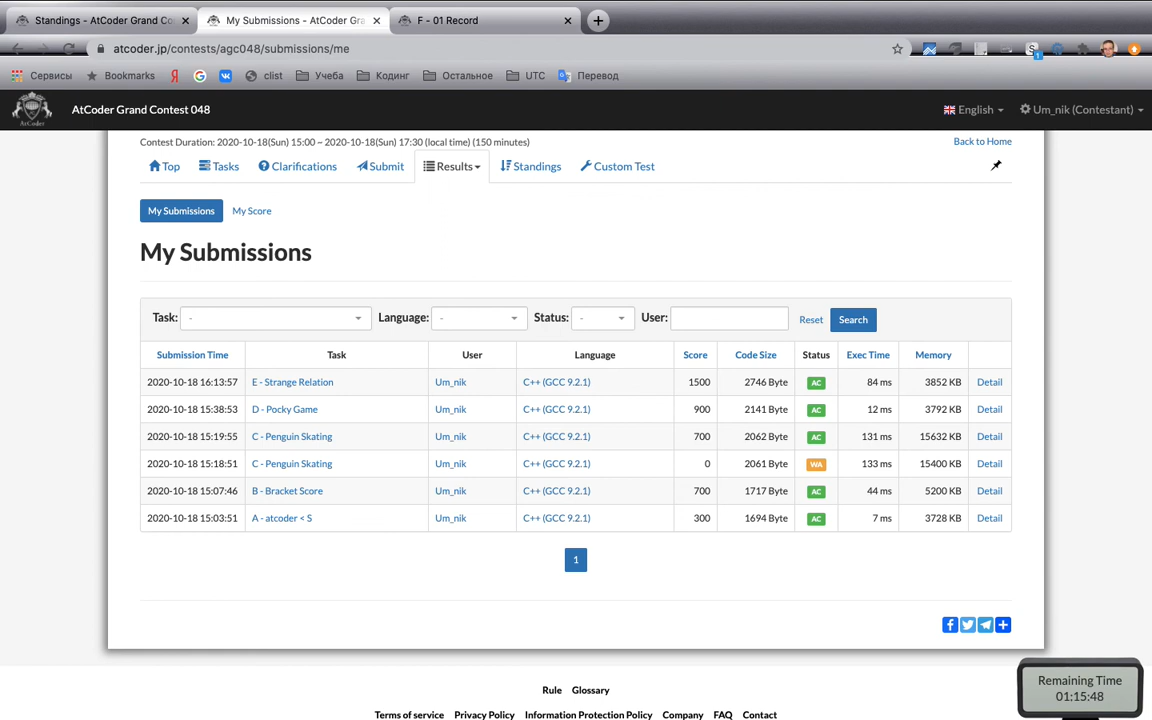 Standings - AtCoder Grand Co
My Submissions - AtCoder Gra
F - 01 Record
atcoder.jp/contests/agc048/submissions/me
Сервисы
Bookmarks
clist
Учеба
Кодинг
Остальное
UTC
Перевод
AtCoder Grand Contest 048
English
Um_nik (Contestant)
Contest Duration: 2020-10-18(Sun) 15:00 ~ 2020-10-18(Sun) 17:30 (local time) (150 minutes)
Back to Home
Top
Tasks
Clarifications
Submit
Results
Standings
Custom Test
My Submissions
My Score
My Submissions
Task: -
Language: -
Status: -
User:
Reset
Search
Submission Time Task User Language Score Code Size Status Exec Time Memory
2020-10-18 16:13:57 E - Strange Relation Um_nik C++ (GCC 9.2.1) 1500 2746 Byte AC 84 ms 3852 KB Detail
2020-10-18 15:38:53 D - Pocky Game Um_nik C++ (GCC 9.2.1) 900 2141 Byte AC 12 ms 3792 KB Detail
2020-10-18 15:19:55 C - Penguin Skating Um_nik C++ (GCC 9.2.1) 700 2062 Byte AC 131 ms 15632 KB Detail
2020-10-18 15:18:51 C - Penguin Skating Um_nik C++ (GCC 9.2.1) 0 2061 Byte WA 133 ms 15400 KB Detail
2020-10-18 15:07:46 B - Bracket Score Um_nik C++ (GCC 9.2.1) 700 1717 Byte AC 44 ms 5200 KB Detail
2020-10-18 15:03:51 A - atcoder < S Um_nik C++ (GCC 9.2.1) 300 1694 Byte AC 7 ms 3728 KB Detail
1
Remaining Time
01:15:48
Rule Glossary
Terms of service Privacy Policy Information Protection Policy Company FAQ Contact